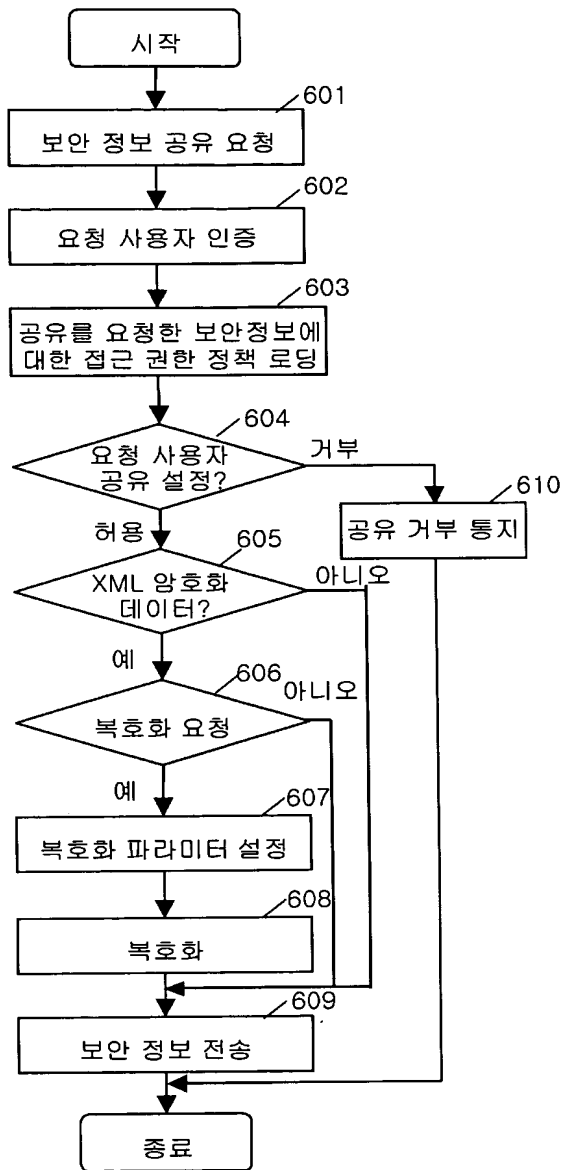 시작
601
보안 정보 공유 요청
602
요청 사용자 인증
603
공유를 요청한 보안정보에
대한 접근 권한 정책 로딩
604
요청 사용자
공유 설정?
거부
610
공유 거부 통지
허용
605
XML 암호화
데이터?
아니오
예
606
아니오
복호화 요청
예
607
복호화 파라미터 설정
608
복호화
609
보안 정보 전송
종료